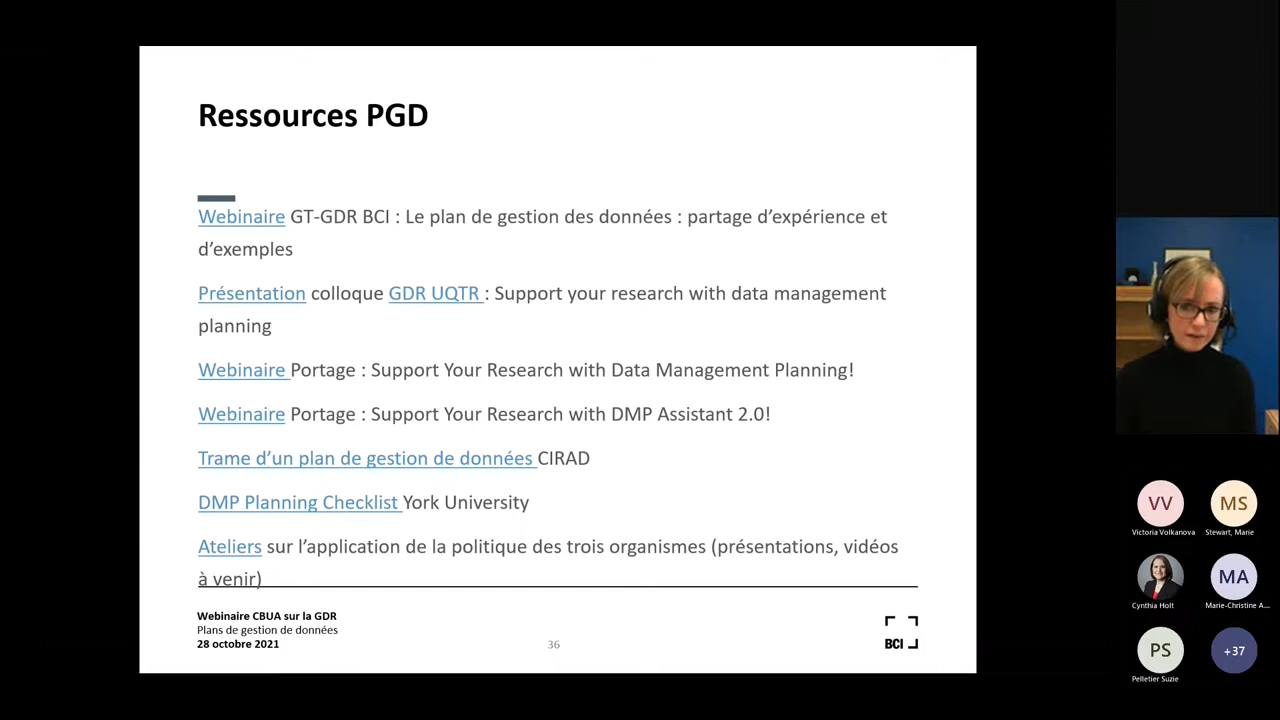 Ressources PGD
Webinaire GT-GDR BCI : Le plan de gestion des données : partage d’expérience et
d’exemples
Présentation colloque GDR UQTR : Support your research with data management
planning
Webinaire Portage : Support Your Research with Data Management Planning!
Webinaire Portage : Support Your Research with DMP Assistant 2.0!
Trame d’un plan de gestion de données CIRAD
DMP Planning Checklist York University
Ateliers sur l’application de la politique des trois organismes (présentations, vidéos
à venir)
Webinaire CBUA sur la GDR
Plans de gestion de données
28 octobre 2021
36
BCI
VV
Victoria Volkanova
MS
Stewart, Marie
Cynthia Holt
MA
Marie-Christine A...
PS
Pelletier Suzie
+37